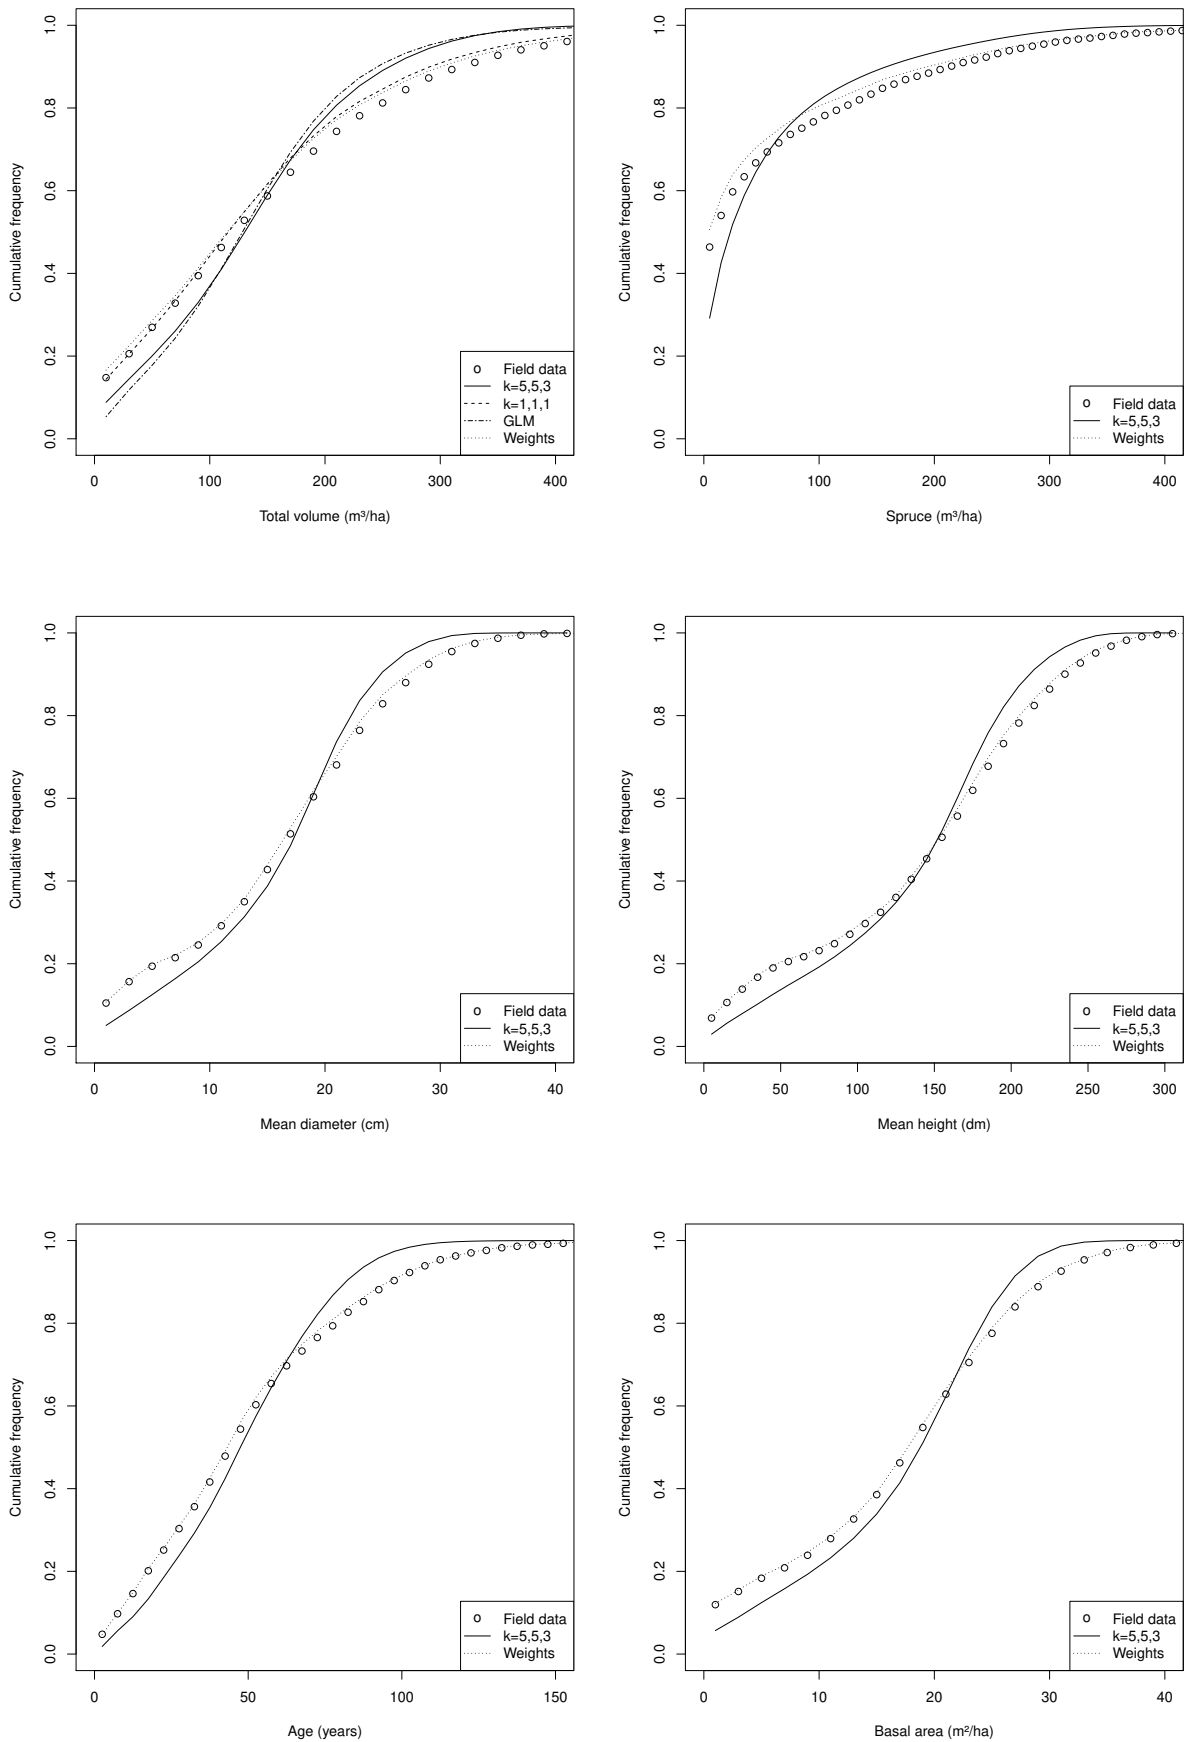 Cumulative frequency
1.0
0.8
0.6
0.4
0.2
0.0
Field data
k=5,5,3
k=1,1,1
GLM
Weights
0 100 200 300 400
Total volume (m³/ha)
Cumulative frequency
1.0
0.8
0.6
0.4
0.2
0.0
Field data
k=5,5,3
Weights
0 100 200 300 400
Spruce (m³/ha)
Cumulative frequency
1.0
0.8
0.6
0.4
0.2
0.0
Field data
k=5,5,3
Weights
0 10 20 30 40
Mean diameter (cm)
Cumulative frequency
1.0
0.8
0.6
0.4
0.2
0.0
Field data
k=5,5,3
Weights
0 50 100 150 200 250 300
Mean height (dm)
Cumulative frequency
1.0
0.8
0.6
0.4
0.2
0.0
Field data
k=5,5,3
Weights
0 50 100 150
Age (years)
Cumulative frequency
1.0
0.8
0.6
0.4
0.2
0.0
Field data
k=5,5,3
Weights
0 10 20 30 40
Basal area (m²/ha)